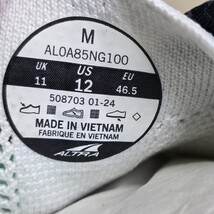 M
AL0A85NG100
UK US EU
11 12 46.5
508703 01-24
MADE IN VIETNAM
FABRIQUE EN VIETNAM
ALTRA